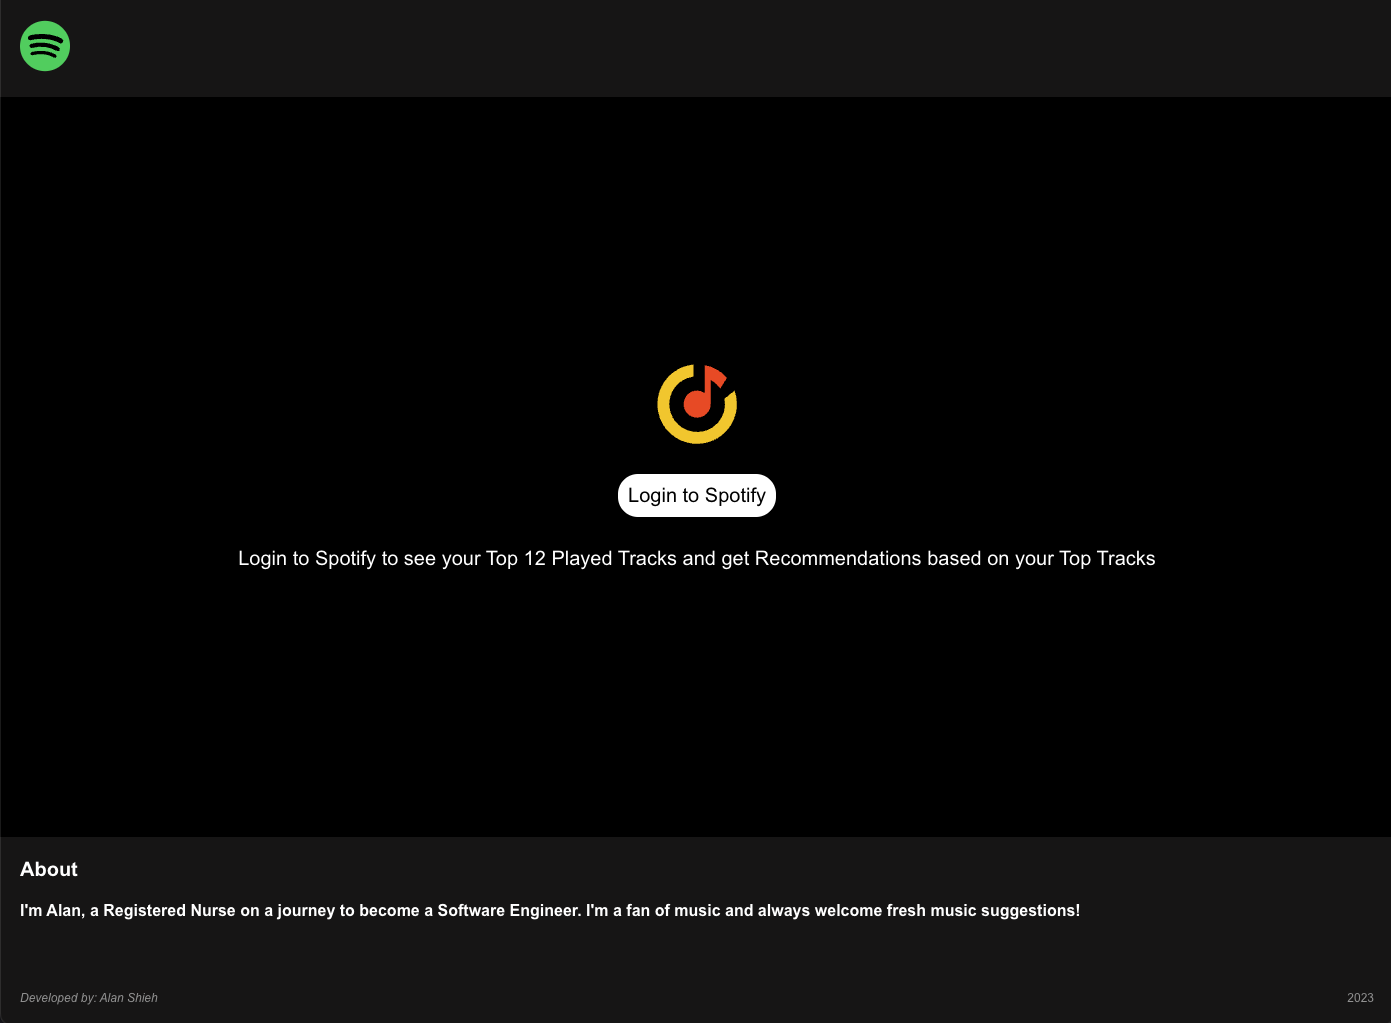 Login to Spotify
Login to Spotify to see your Top 12 Played Tracks and get Recommendations based on your Top Tracks
About
I'm Alan, a Registered Nurse on a journey to become a Software Engineer. I'm a fan of music and always welcome fresh music suggestions!
Developed by: Alan Shieh
2023